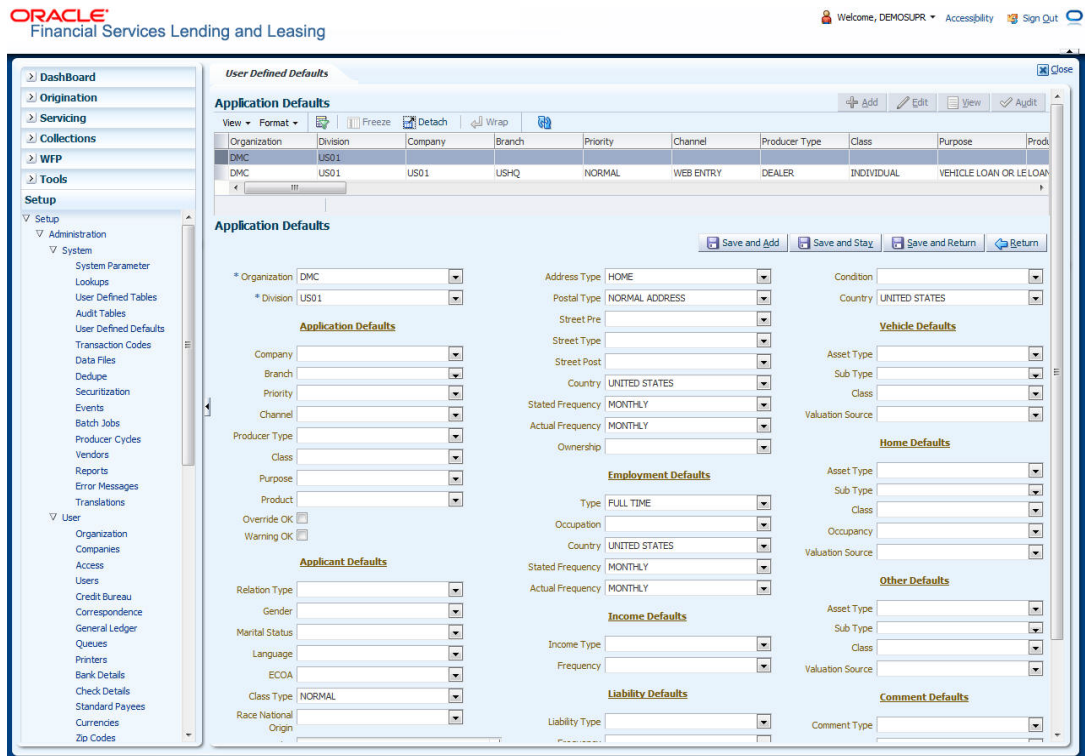 ORACLE
Financial Services Lending and Leasing
Welcome, DEMOSUPR Accessibility Sign Out
Close
DashBoard
Origination
Servicing
Collections
WFP
Tools
Setup
Setup
Administration
System
System Parameter
Lookups
User Defined Tables
Audit Tables
User Defined Defaults
Transaction Codes
Data Files
Dedupe
Securitization
Events
Batch Jobs
Producer Cycles
Vendors
Reports
Error Messages
Translations
User
Organization
Companies
Access
Users
Credit Bureau
Correspondence
General Ledger
Queues
Printers
Bank Details
Check Details
Standard Payees
Currencies
Zip Codes
User Defined Defaults
Application Defaults
Add Edit View Audit
View Format Freeze Detach Wrap
Organization Division Company Branch Priority Channel Producer Type Class Purpose Produ
DMC US01
DMC US01 US01 USHQ NORMAL WEB ENTRY DEALER INDIVIDUAL VEHICLE LOAN OR LE LOAN
Application Defaults
Save and Add Save and Stay Save and Return Return
* Organization DMC
* Division US01
Application Defaults
Company
Branch
Priority
Channel
Producer Type
Class
Purpose
Product
Override OK
Warning OK
Applicant Defaults
Relation Type
Gender
Marital Status
Language
ECOA
Class Type NORMAL
Race National
Origin
Address Type HOME
Postal Type NORMAL ADDRESS
Street Pre
Street Type
Street Post
Country UNITED STATES
Stated Frequency MONTHLY
Actual Frequency MONTHLY
Ownership
Employment Defaults
Type FULL TIME
Occupation
Country UNITED STATES
Stated Frequency MONTHLY
Actual Frequency MONTHLY
Income Defaults
Income Type
Frequency
Liability Defaults
Liability Type
Condition
Country UNITED STATES
Vehicle Defaults
Asset Type
Sub Type
Class
Valuation Source
Home Defaults
Asset Type
Sub Type
Class
Occupancy
Valuation Source
Other Defaults
Asset Type
Sub Type
Class
Valuation Source
Comment Defaults
Comment Type